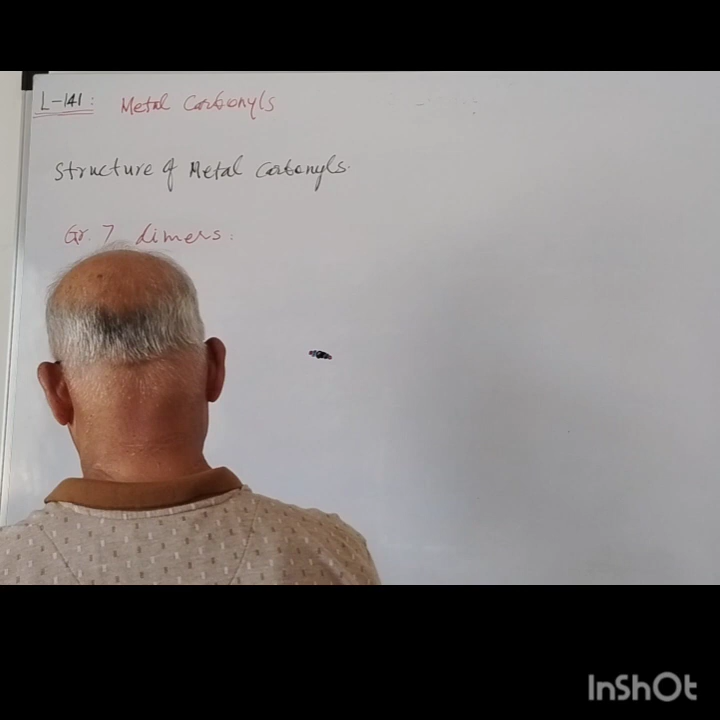 L-141: Metal Carbonyls
Structure of Metal Carbonyls.
Gr. 7 dimers:
InShOt